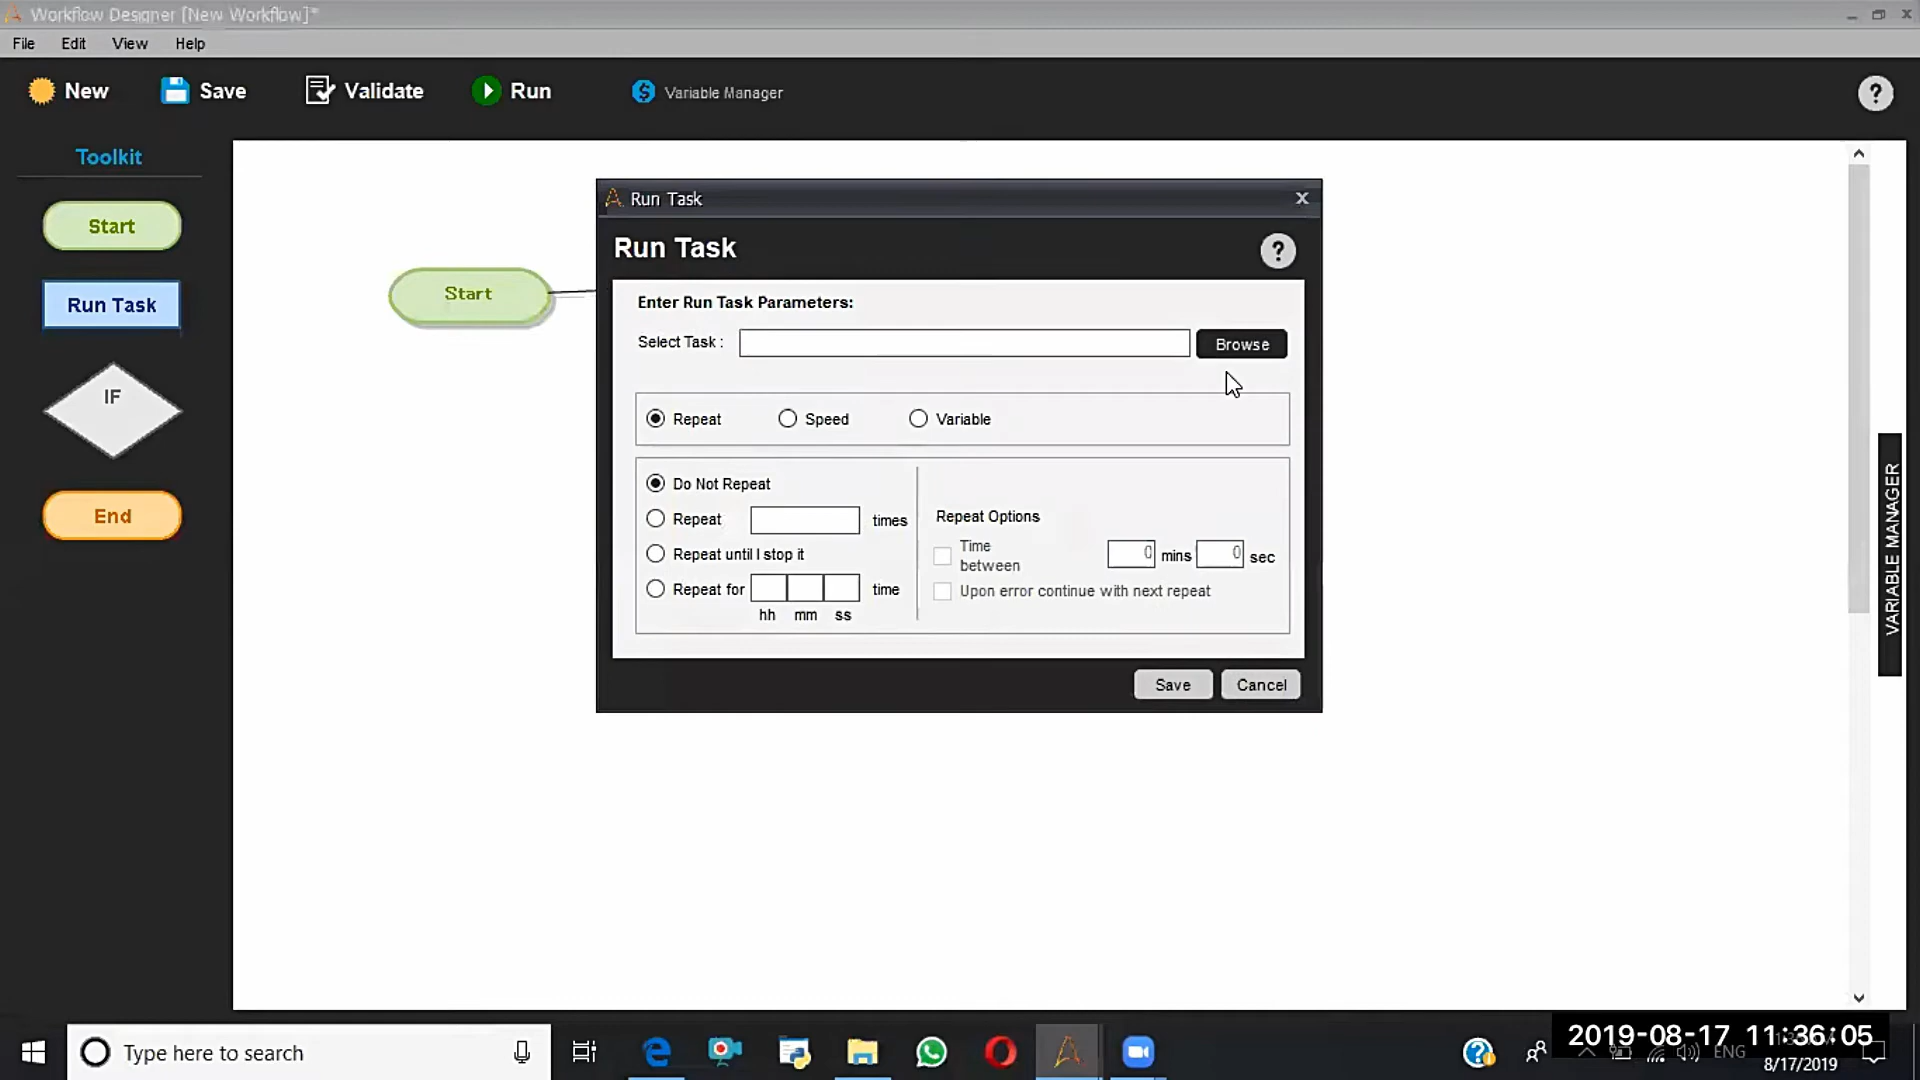 Workflow Designer [New Workflow]*
File Edit View Help
New Save Validate Run Variable Manager ?
Toolkit
Start
Run Task
IF
End
Start
Run Task
Run Task ?
Enter Run Task Parameters:
Select Task : Browse
Repeat Speed Variable
Do Not Repeat
Repeat times
Repeat until I stop it
Repeat for time
hh mm ss
Repeat Options
Time between 0 mins 0 sec
Upon error continue with next repeat
Save Cancel
VARIABLE MANAGER
Type here to search
ENG
2019-08-17 11:36:05
8/17/2019